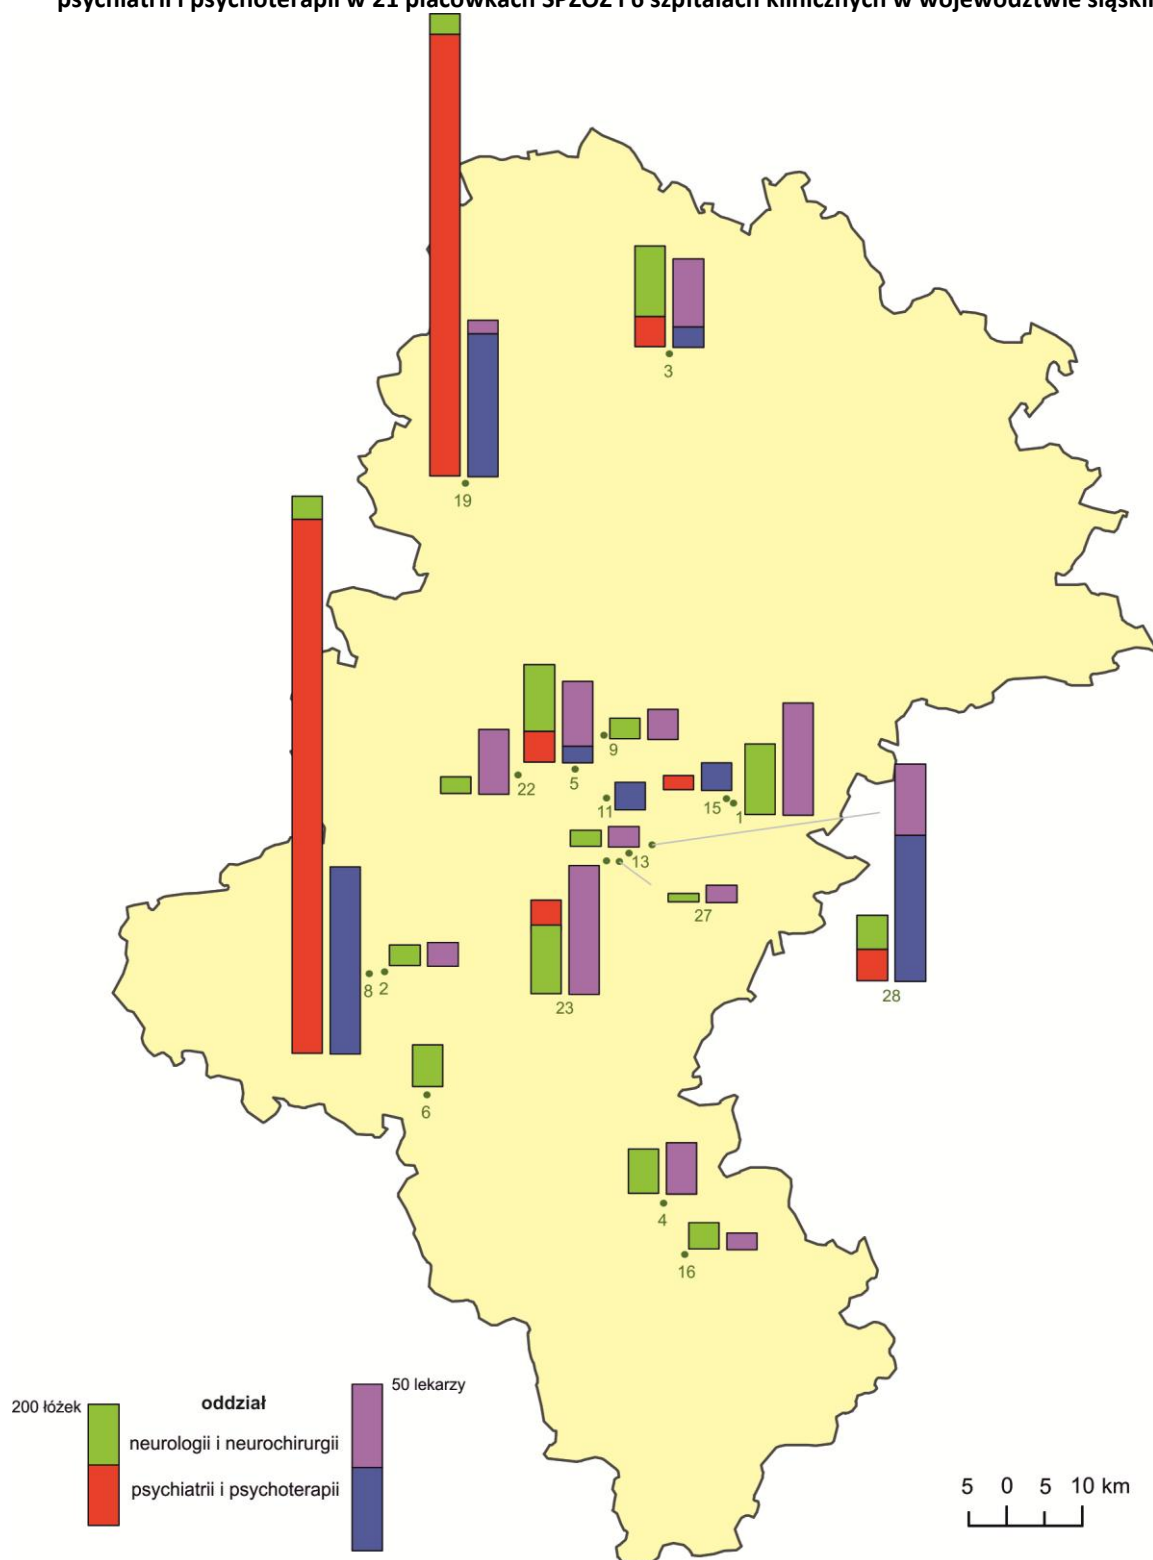 psychiatrii i psychoterapii w 21 placówkach SPZOZ i 6 szpitalach klinicznych w województwie śląskim
3
19
9
22
5
11
15
1
13
27
8 2
23
28
6
4
16
200 łóżek
oddział
50 lekarzy
neurologii i neurochirurgii
psychiatrii i psychoterapii
5 0 5 10 km